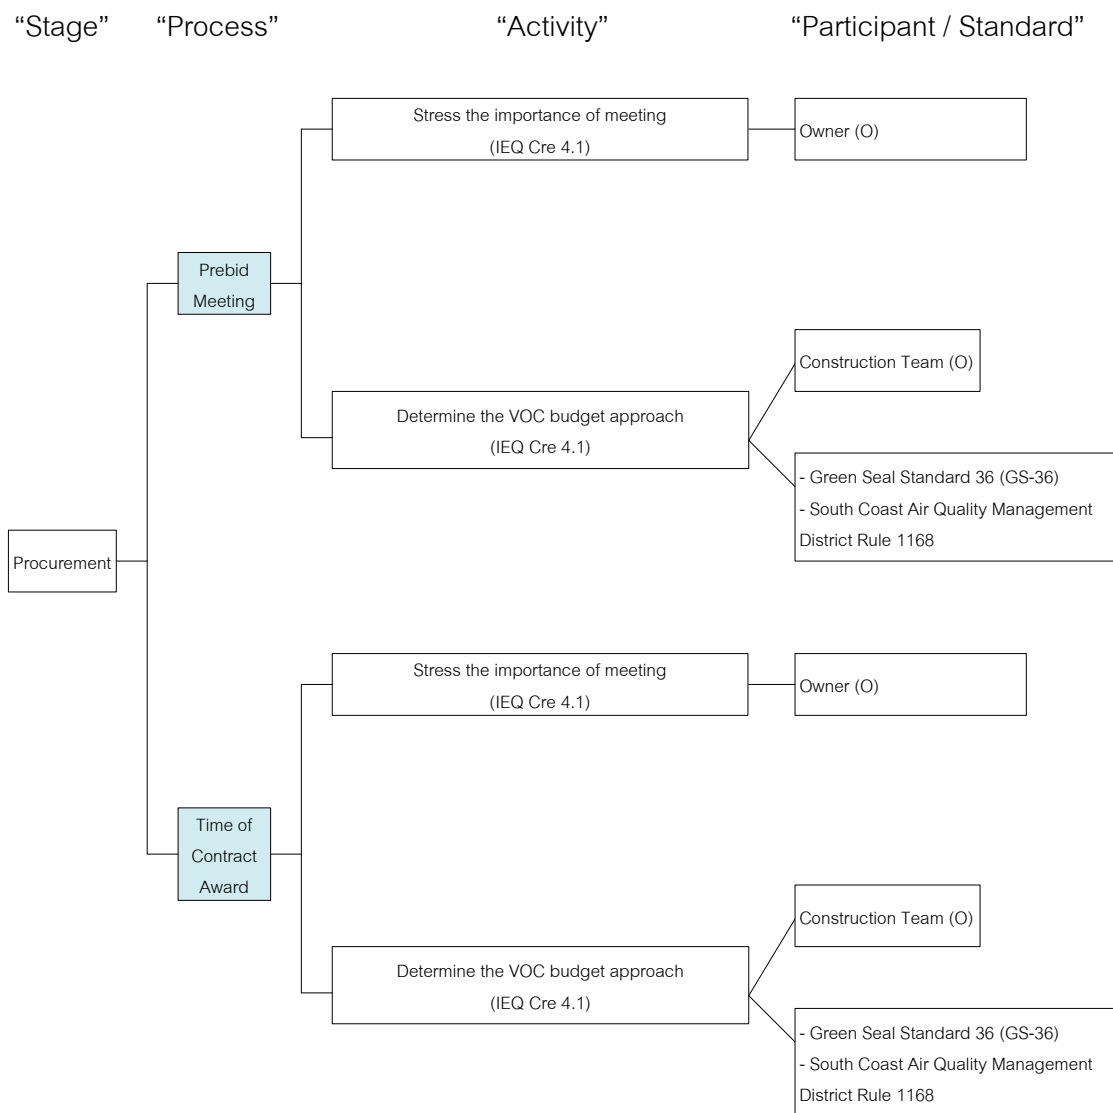 “Stage” “Process” “Activity” “Participant / Standard”
Stress the importance of meeting
(IEQ Cre 4.1)
Owner (O)
Prebid
Meeting
Construction Team (O)
Determine the VOC budget approach
(IEQ Cre 4.1)
- Green Seal Standard 36 (GS-36)
- South Coast Air Quality Management
District Rule 1168
Procurement
Stress the importance of meeting
(IEQ Cre 4.1)
Owner (O)
Time of
Contract
Award
Construction Team (O)
Determine the VOC budget approach
(IEQ Cre 4.1)
- Green Seal Standard 36 (GS-36)
- South Coast Air Quality Management
District Rule 1168